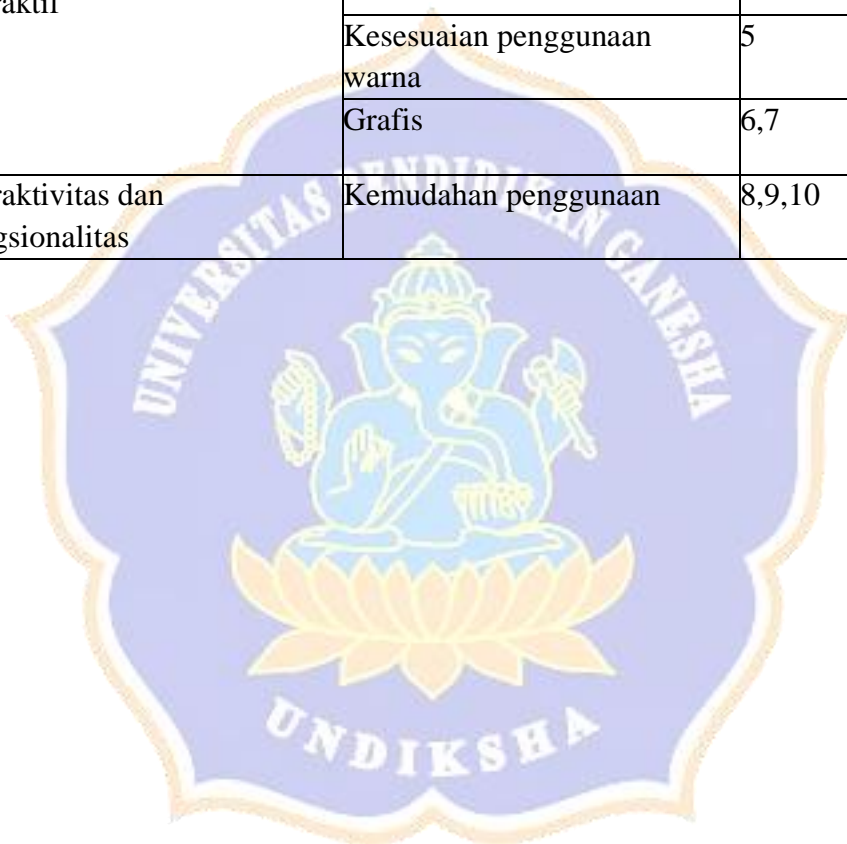 raktif
Kesesuaian penggunaan 5
warna
Grafis 6,7
raktivitas dan Kemudahan penggunaan 8,9,10
gsionalitas
UNIVERSITAS PENDIDIKAN GANESHA
UNDIKSHA